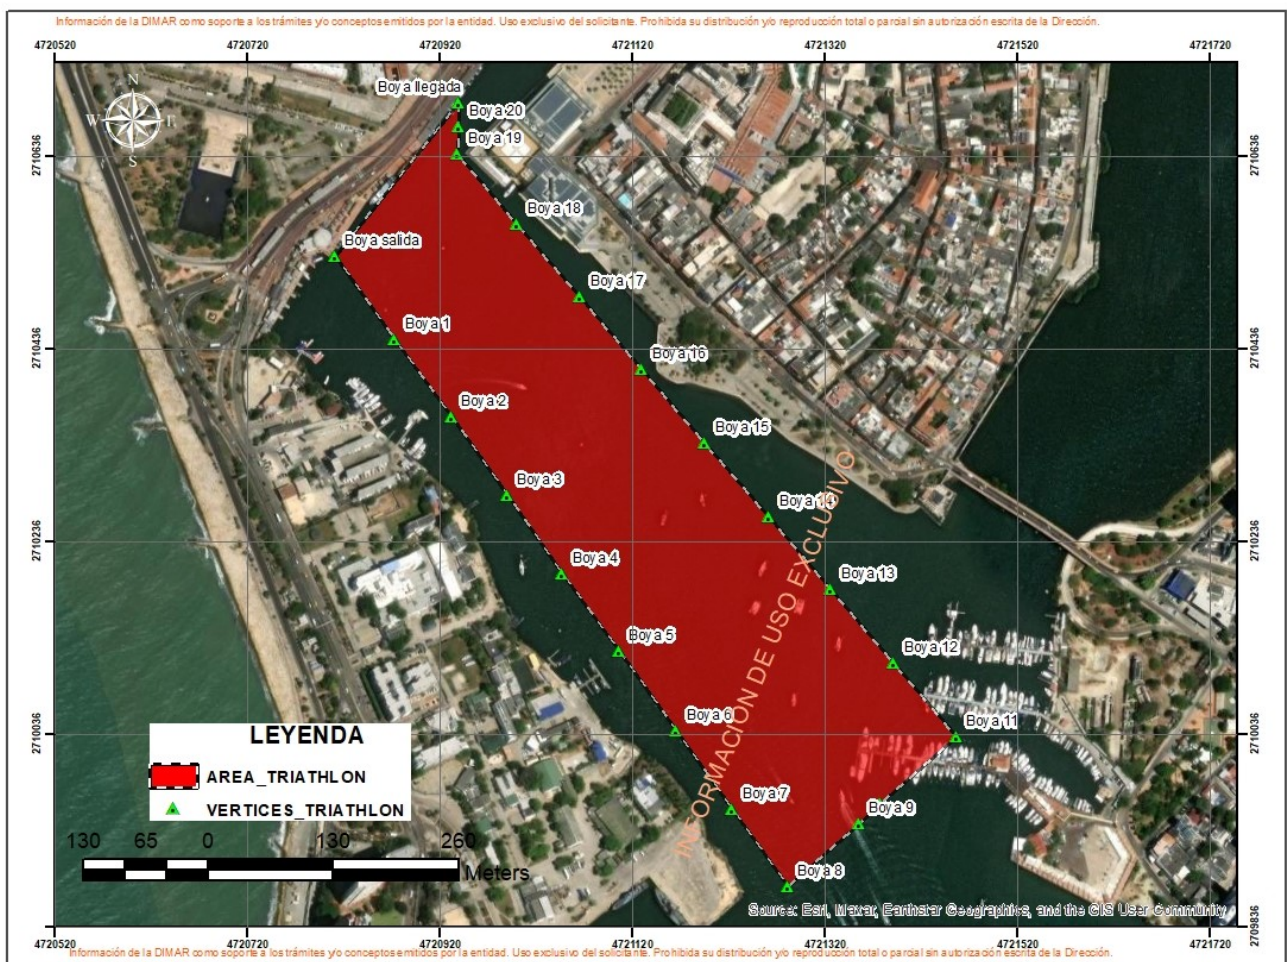 Información de la DIMAR como soporte a los trámites y/o conceptos emitidos por la entidad. Uso exclusivo del solicitante. Prohibida su distribución y/o reproducción total o parcial sin autorización escrita de la Dirección.
4720520 4720720 4720920 4721120 4721320 4721520 4721720
N
W E
S
Boya llegada
Boya 20
Boya 19
2710636 2710636
Boya 18
Boya salida
Boya 17
Boya 1
2710436 2710436
Boya 16
Boya 2
Boya 15
Boya 3
Boya 14
INFORMACIÓN DE USO EXCLUSIVO
2710236 2710236
Boya 4
Boya 13
Boya 5
Boya 12
Boya 6
Boya 11
2710036 2710036
LEYENDA
AREA_TRIATHLON
VERTICES_TRIATHLON
Boya 7
Boya 9
130 65 0 130 260
Meters
Boya 8
Source: Esri, Maxar, Earthstar Geographics, and the GIS User Community
2709836
4720520 4720720 4720920 4721120 4721320 4721520 4721720
Información de la DIMAR como soporte a los trámites y/o conceptos emitidos por la entidad. Uso exclusivo del solicitante. Prohibida su distribución y/o reproducción total o parcial sin autorización escrita de la Dirección.